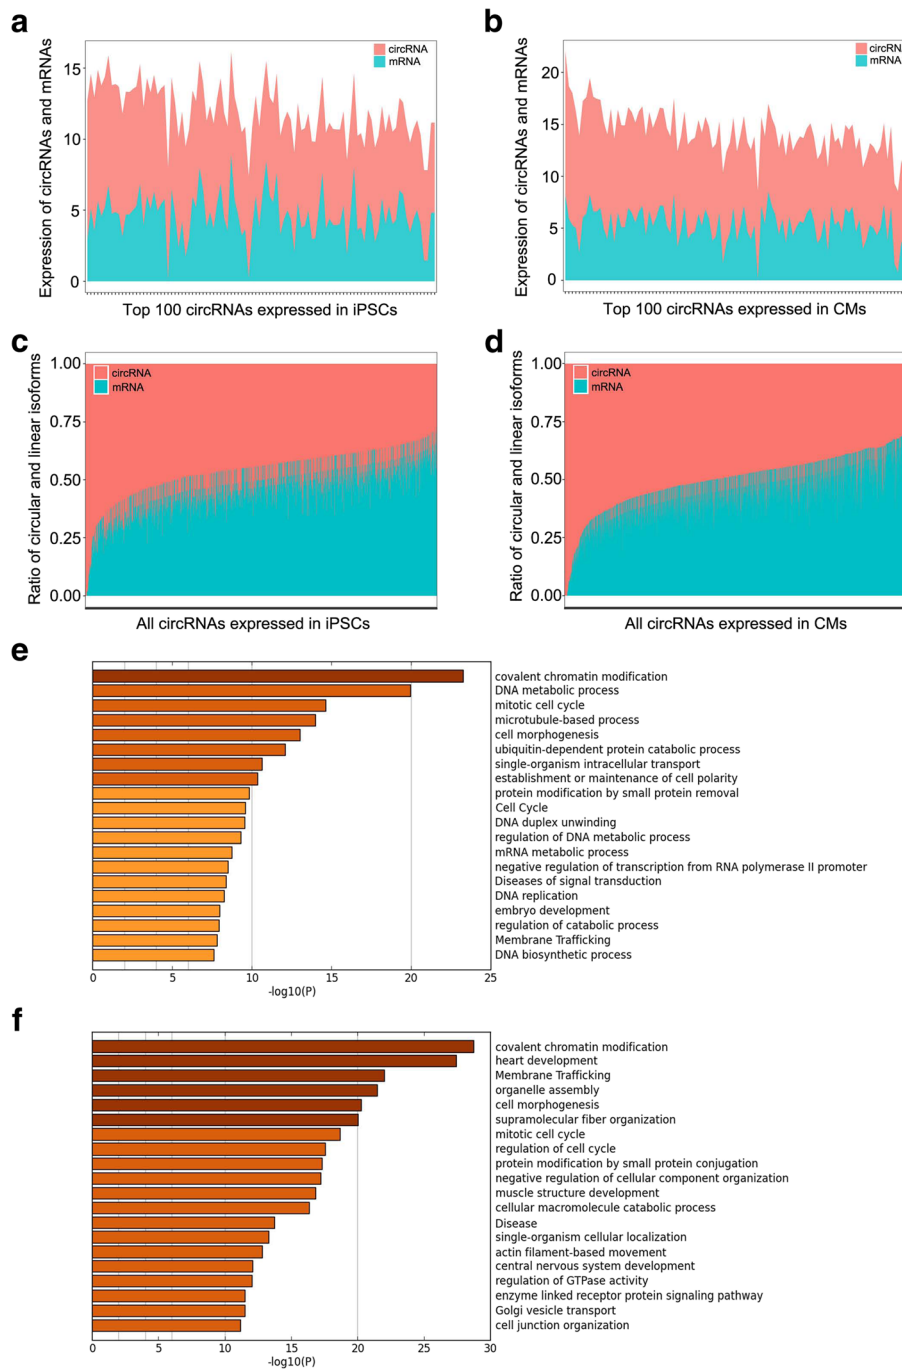 a
circRNA
mRNA
15
10
5
0
Expression of circRNAs and mRNAs
Top 100 circRNAs expressed in iPSCs
b
circRNA
mRNA
20
15
10
5
0
Expression of circRNAs and mRNAs
Top 100 circRNAs expressed in CMs
c
circRNA
mRNA
1.00
0.75
0.50
0.25
0.00
Ratio of circular and linear isoforms
All circRNAs expressed in iPSCs
d
circRNA
mRNA
1.00
0.75
0.50
0.25
0.00
Ratio of circular and linear isoforms
All circRNAs expressed in CMs
e
covalent chromatin modification
DNA metabolic process
mitotic cell cycle
microtubule-based process
cell morphogenesis
ubiquitin-dependent protein catabolic process
single-organism intracellular transport
establishment or maintenance of cell polarity
protein modification by small protein removal
Cell Cycle
DNA duplex unwinding
regulation of DNA metabolic process
mRNA metabolic process
negative regulation of transcription from RNA polymerase II promoter
Diseases of signal transduction
DNA replication
embryo development
regulation of catabolic process
Membrane Trafficking
DNA biosynthetic process
0 5 10 15 20 25
-log10(P)
f
covalent chromatin modification
heart development
Membrane Trafficking
organelle assembly
cell morphogenesis
supramolecular fiber organization
mitotic cell cycle
regulation of cell cycle
protein modification by small protein conjugation
negative regulation of cellular component organization
muscle structure development
cellular macromolecule catabolic process
Disease
single-organism cellular localization
actin filament-based movement
central nervous system development
regulation of GTPase activity
enzyme linked receptor protein signaling pathway
Golgi vesicle transport
cell junction organization
0 5 10 15 20 25 30
-log10(P)